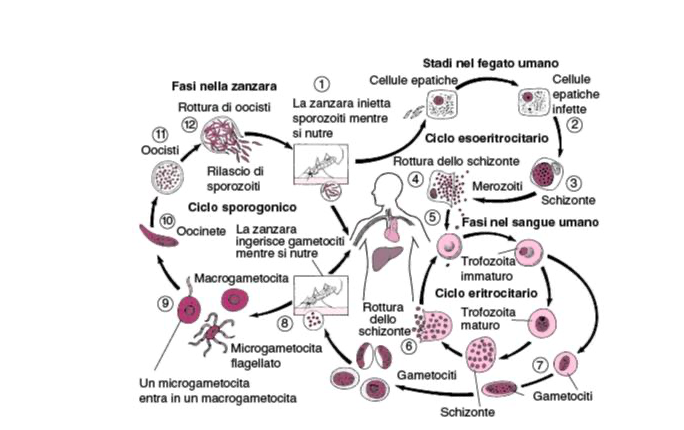 Stadi nel fegato umano
Fasi nella zanzara
1
Cellule epatiche
Cellule
epatiche
infette
2
Rottura di oocisti
12
La zanzara inietta
sporozoiti mentre
si nutre
11
Oocisti
Ciclo esoeritrocitario
Rottura dello schizonte
4
Merozoiti
3
Schizonte
Rilascio di
sporozoiti
Ciclo sporogonico
5
Fasi nel sangue umano
10
Oocinete
La zanzara
ingerisce gametociti
mentre si nutre
Trofozoita
immaturo
Macrogametocita
9
Ciclo eritrocitario
8
Rottura
dello
schizonte
6
Trofozoita
maturo
Microgametocita
flagellato
7
Gametociti
Un microgametocita
entra in un macrogametocita
Gametociti
Schizonte